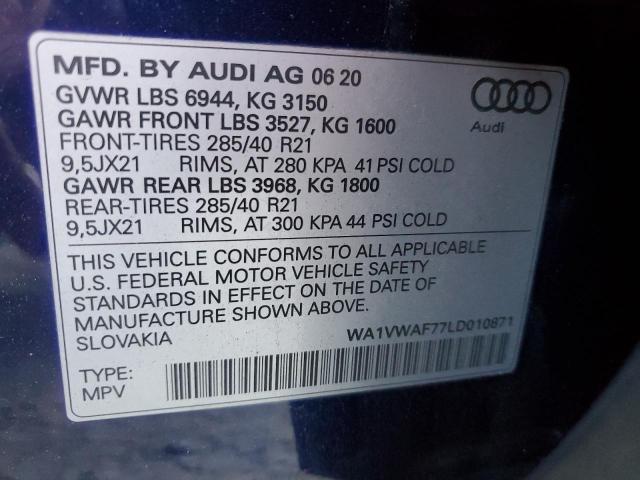 MFD. BY AUDI AG 06 20
GVWR LBS 6944, KG 3150
GAWR FRONT LBS 3527, KG 1600
FRONT-TIRES 285/40 R21
9,5JX21 RIMS, AT 280 KPA 41 PSI COLD
GAWR REAR LBS 3968, KG 1800
REAR-TIRES 285/40 R21
9,5JX21 RIMS, AT 300 KPA 44 PSI COLD
Audi
THIS VEHICLE CONFORMS TO ALL APPLICABLE
U.S. FEDERAL MOTOR VEHICLE SAFETY
STANDARDS IN EFFECT ON THE DATE OF
MANUFACTURE SHOWN ABOVE.
SLOVAKIA
WA1VWAF77LD010871
TYPE:
MPV